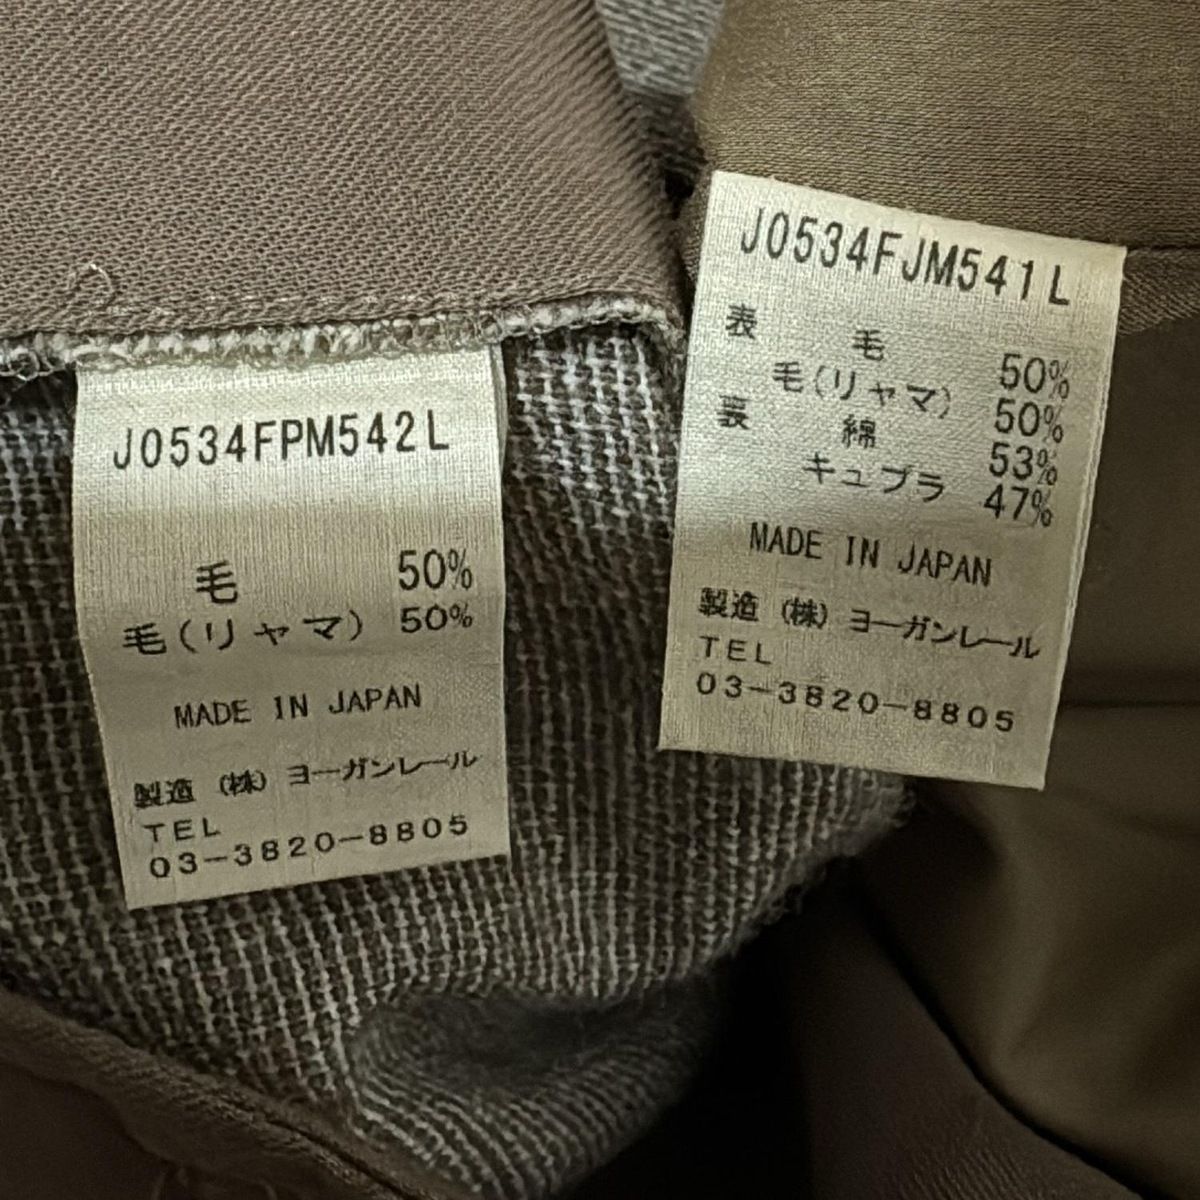 J0534FPM542L
毛 50%
毛(リャマ) 50%
MADE IN JAPAN
製造 (株) ヨーガンレール
TEL
03-3820-8805
J0534FJM541L
表 毛 50%
毛(リャマ) 50%
裏 綿 53%
キュプラ 47%
MADE IN JAPAN
製造 (株) ヨーガンレール
TEL
03-3820-8805